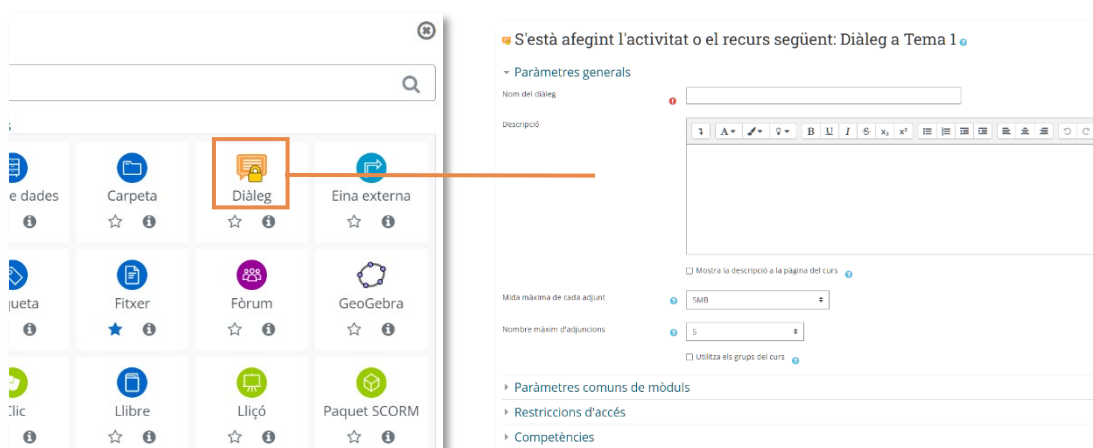 s
e dades
Carpeta
Diàleg
Eina externa
queta
Fitxer
Fòrum
GeoGebra
Clic
Llibre
Lliçó
Paquet SCORM
S'està afegint l'activitat o el recurs següent: Diàleg a Tema 1
Paràmetres generals
Nom del diàleg
Descripció
A B U I S x₂ x²
Mostra la descripció a la pàgina del curs
Mida màxima de cada adjunt
5MB
Nombre màxim d'adjuncions
5
Utilitza els grups del curs
Paràmetres comuns de mòduls
Restriccions d'accés
Competències